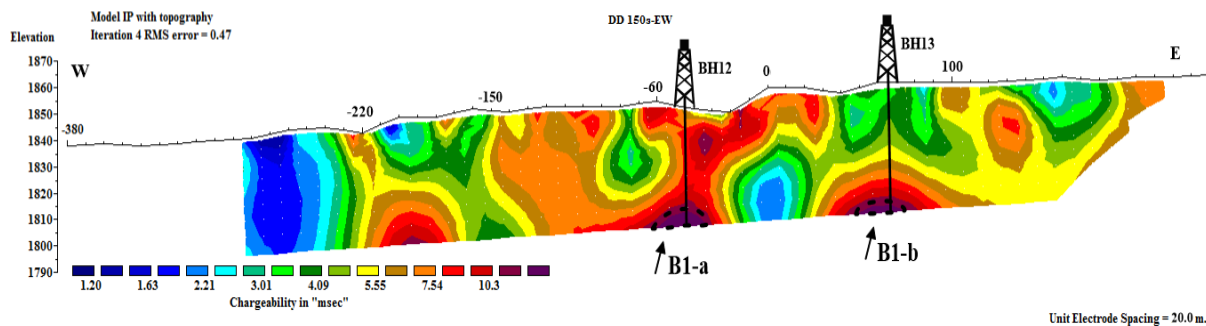 Model IP with topography
Iteration 4 RMS error = 0.47
DD 150s-EW
Elevation
W
E
BH12
BH13
1870
1860
1850
1840
1830
1820
1810
1800
1790
-380
-220
-150
-60
0
100
B1-a
B1-b
1.20 1.63 2.21 3.01 4.09 5.55 7.54 10.3
Chargeability in "msec"
Unit Electrode Spacing = 20.0 m.